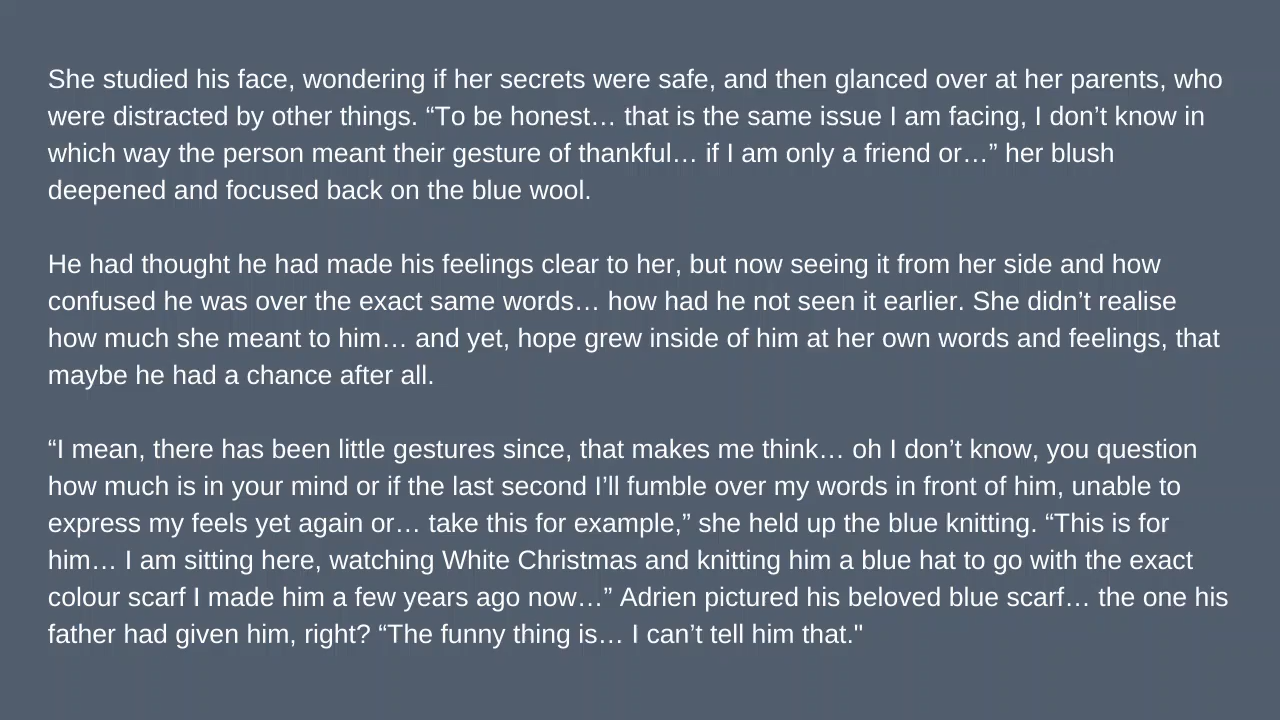 She studied his face, wondering if her secrets were safe, and then glanced over at her parents, who
were distracted by other things. “To be honest… that is the same issue I am facing, I don’t know in
which way the person meant their gesture of thankful… if I am only a friend or…” her blush
deepened and focused back on the blue wool.
He had thought he had made his feelings clear to her, but now seeing it from her side and how
confused he was over the exact same words… how had he not seen it earlier. She didn’t realise
how much she meant to him… and yet, hope grew inside of him at her own words and feelings, that
maybe he had a chance after all.
“I mean, there has been little gestures since, that makes me think… oh I don’t know, you question
how much is in your mind or if the last second I’ll fumble over my words in front of him, unable to
express my feels yet again or… take this for example,” she held up the blue knitting. “This is for
him… I am sitting here, watching White Christmas and knitting him a blue hat to go with the exact
colour scarf I made him a few years ago now…” Adrien pictured his beloved blue scarf… the one his
father had given him, right? “The funny thing is… I can’t tell him that."